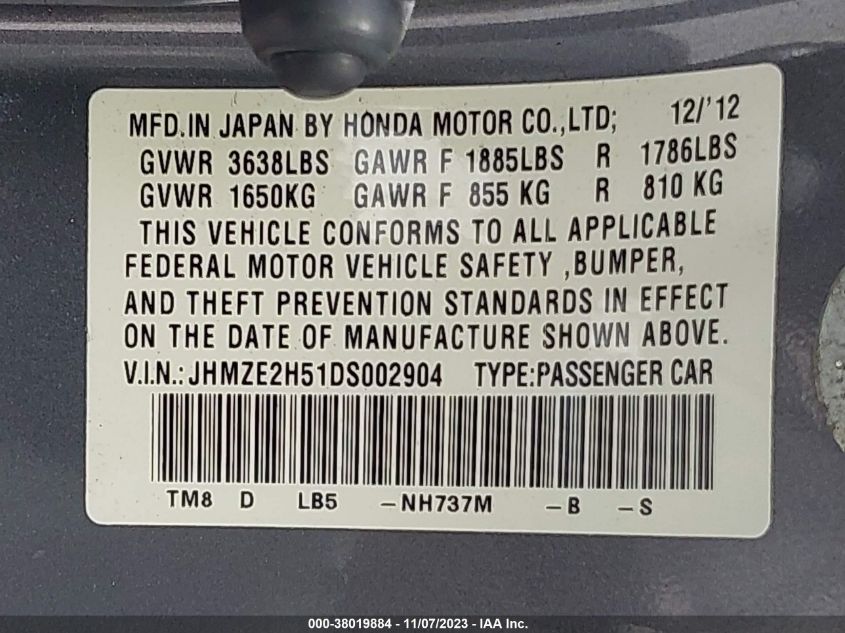 MFD.IN JAPAN BY HONDA MOTOR CO.,LTD; 12/'12
GVWR 3638LBS GAWR F 1885LBS R 1786LBS
GVWR 1650KG GAWR F 855 KG R 810 KG
THIS VEHICLE CONFORMS TO ALL APPLICABLE
FEDERAL MOTOR VEHICLE SAFETY ,BUMPER,
AND THEFT PREVENTION STANDARDS IN EFFECT
ON THE DATE OF MANUFACTURE SHOWN ABOVE.
V.I.N.:JHMZE2H51DS002904 TYPE:PASSENGER CAR
TM8 D LB5 -NH737M -B -S
000-38019884 - 11/07/2023 - IAA Inc.